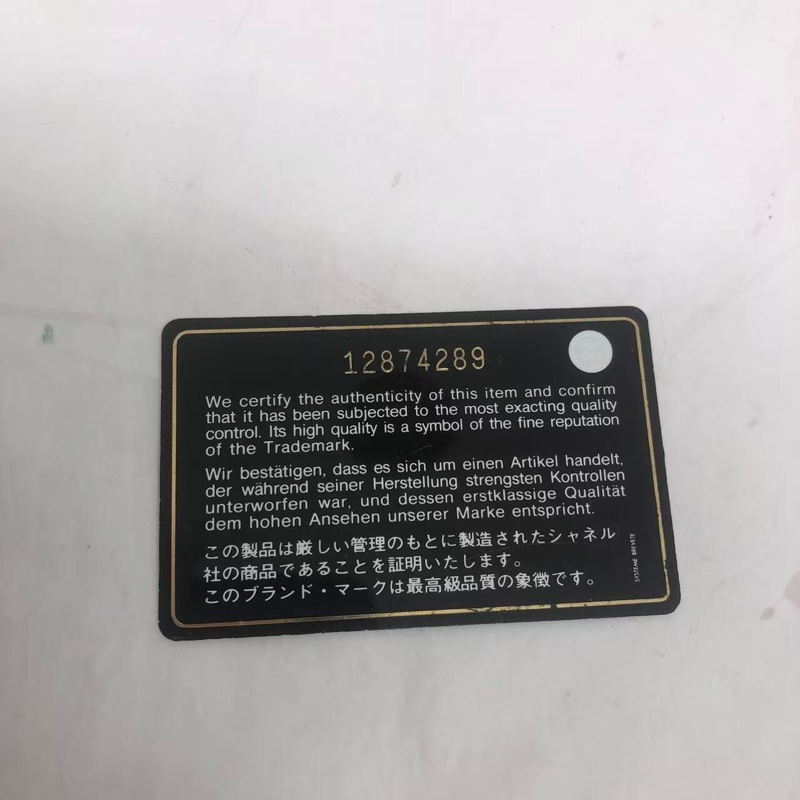 12874289
We certify the authenticity of this item and confirm
that it has been subjected to the most exacting quality
control. Its high quality is a symbol of the fine reputation
of the Trademark.
Wir bestätigen, dass es sich um einen Artikel handelt,
der während seiner Herstellung strengsten Kontrollen
unterworfen war, und dessen erstklassige Qualität
dem hohen Ansehen unserer Marke entspricht.
この製品は厳しい管理のもとに製造されたシャネル
社の商品であることを証明いたします。
このブランド・マークは最高級品質の象徴です。
SYSTEME BREVETE